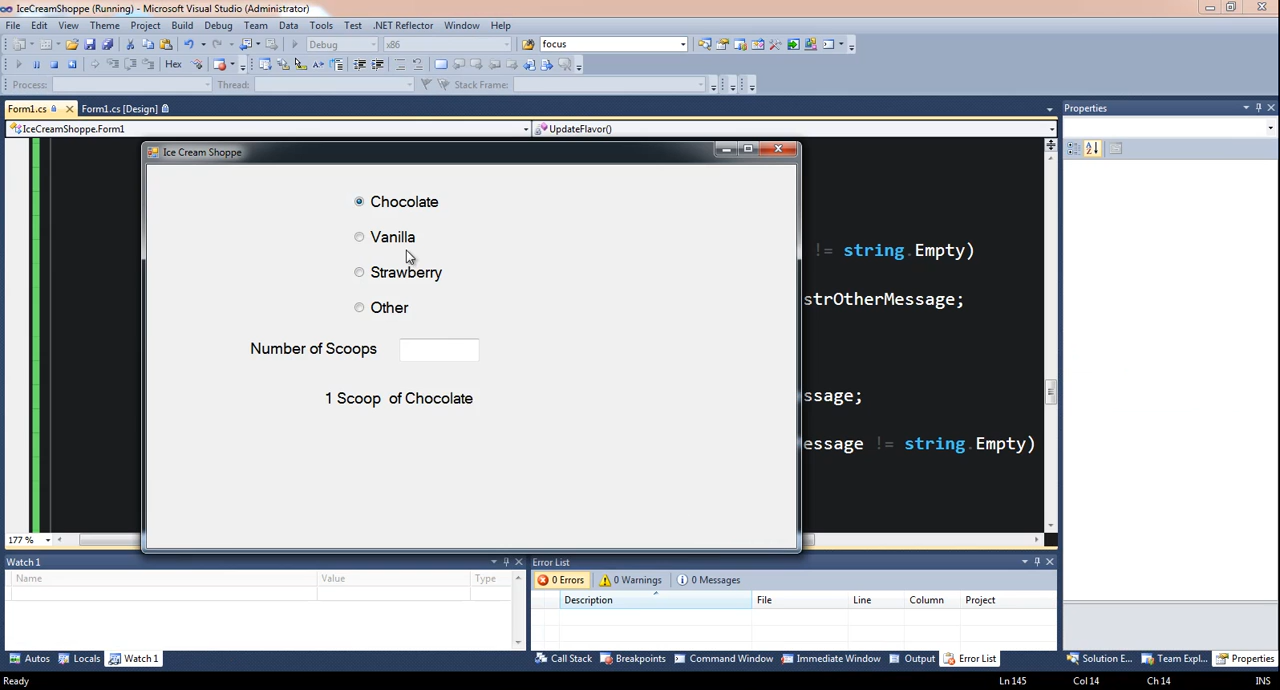 IceCreamShoppe (Running) - Microsoft Visual Studio (Administrator)
File Edit View Project Build Debug Team Data Tools Test .NET Reflector Window Help
Debug x86 focus
Hex
Process: Thread: Stack Frame:
Form1.cs Form1.cs [Design] Properties
IceCreamShoppe.Form1 UpdateFlavor()
Ice Cream Shoppe
Chocolate
Vanilla
!= string.Empty)
Strawberry
strOtherMessage;
Other
Number of Scoops
1 Scoop of Chocolate
ssage;
essage != string.Empty)
177 %
Watch 1 Error List
Name Value Type 0 Errors 0 Warnings 0 Messages
Description File Line Column Project
Autos Locals Watch 1 Call Stack Breakpoints Command Window Immediate Window Output Error List Solution E... Team Expl... Properties
Ready Ln 145 Col 14 Ch 14 INS